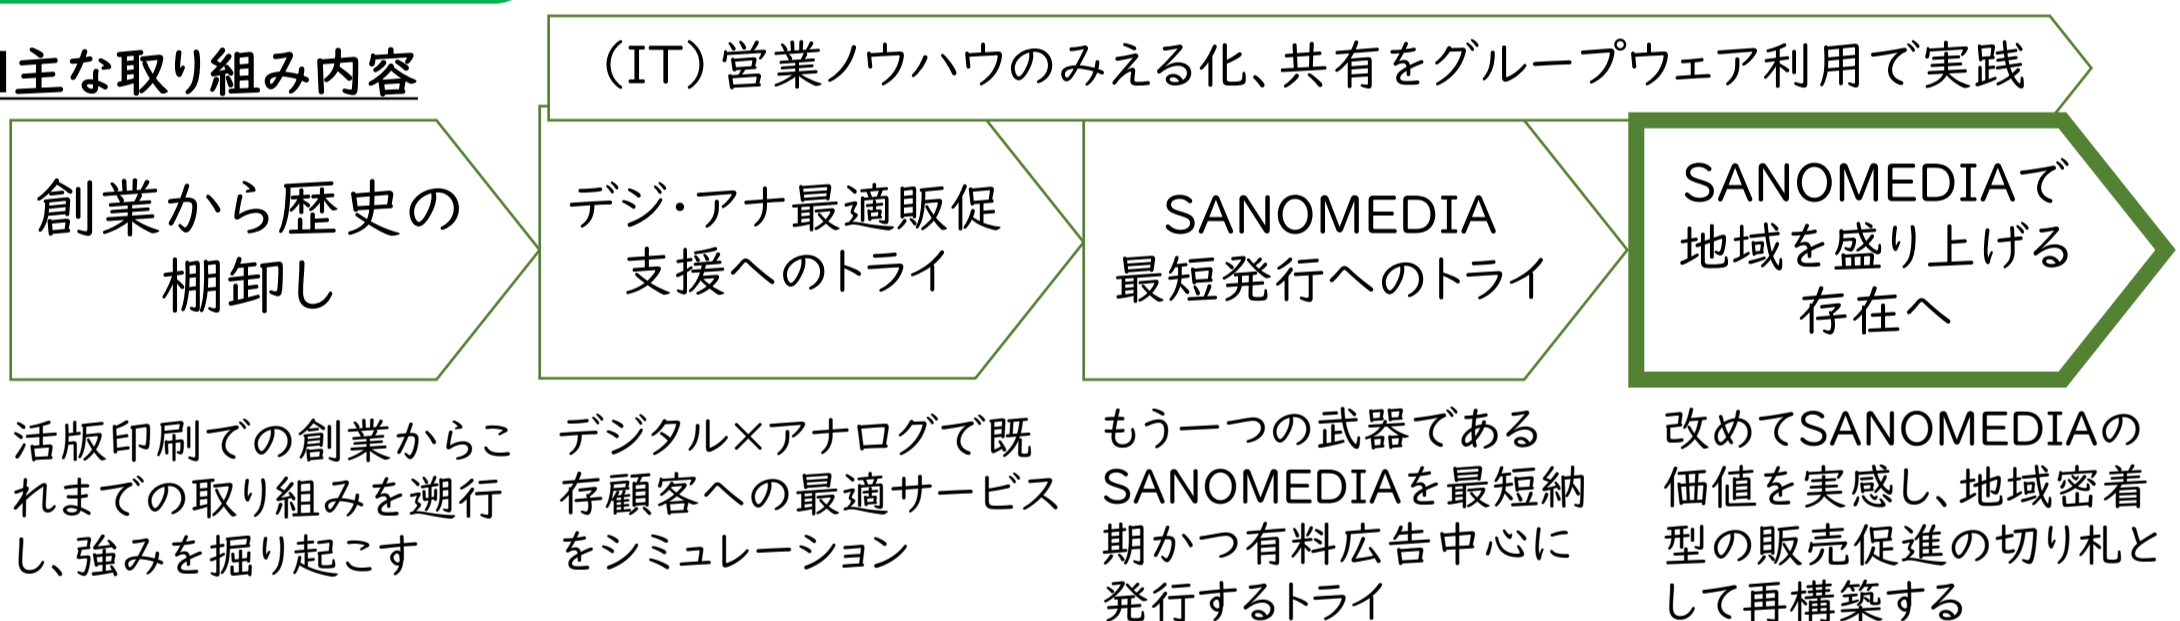 主な取り組み内容
(IT)営業ノウハウのみえる化、共有をグループウェア利用で実践
創業から歴史の
棚卸し
デジ・アナ最適販促
支援へのトライ
SANOMEDIA
最短発行へのトライ
SANOMEDIAで
地域を盛り上げる
存在へ
活版印刷での創業からこ
れまでの取り組みを遡行
し、強みを掘り起こす
デジタル×アナログで既
存顧客への最適サービス
をシミュレーション
もう一つの武器である
SANOMEDIAを最短納
期かつ有料広告中心に
発行するトライ
改めてSANOMEDIAの
価値を実感し、地域密着
型の販売促進の切り札と
して再構築する